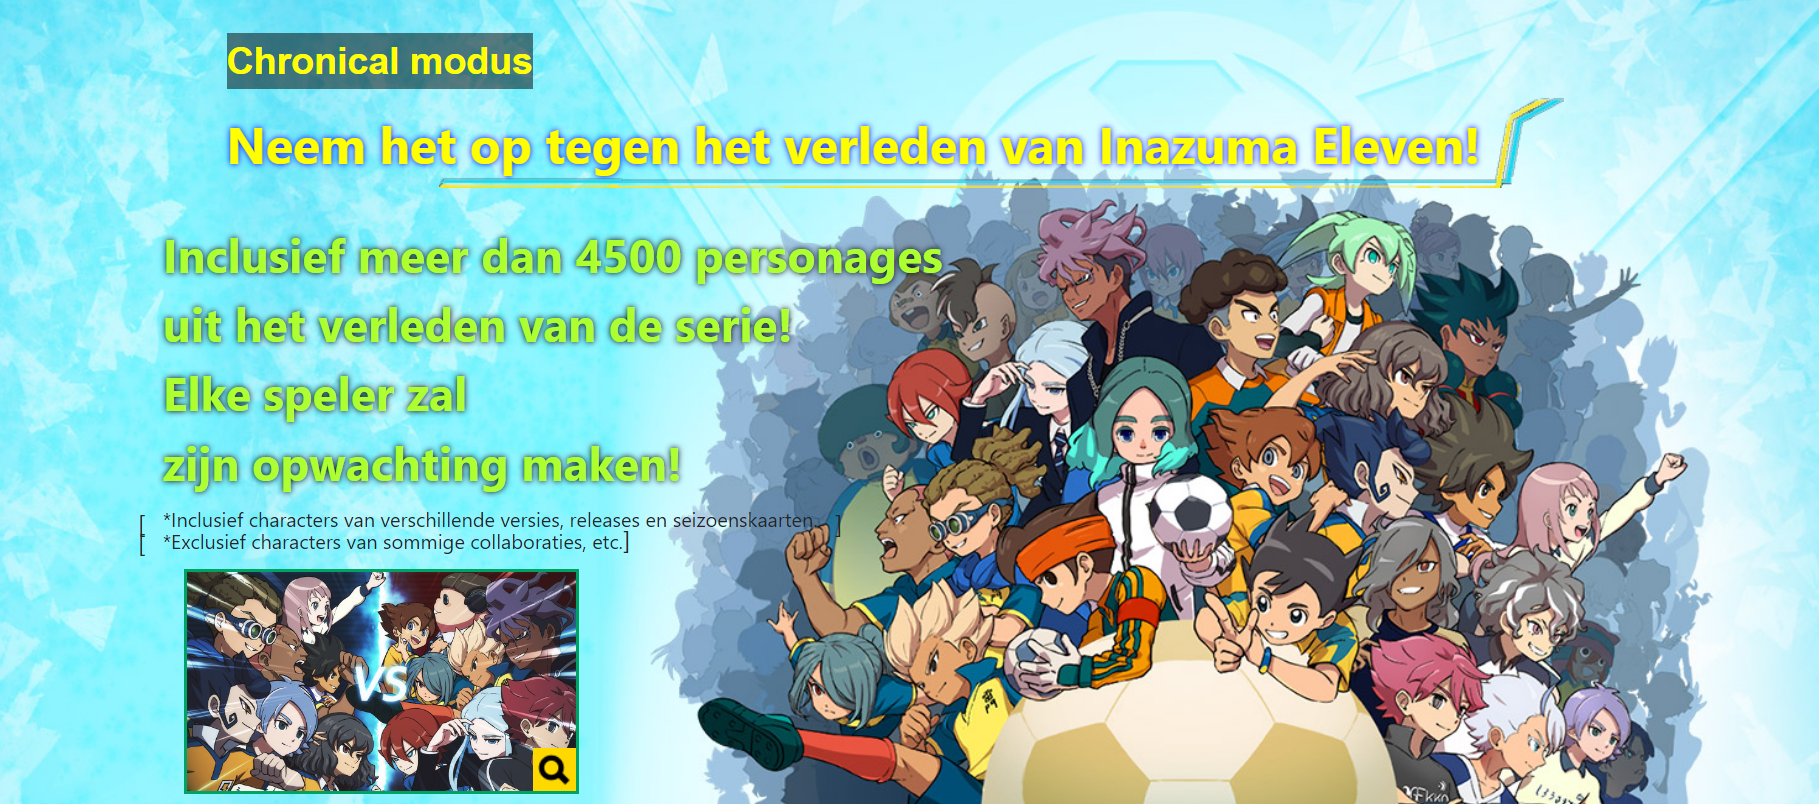 Chronical modus
Neem het op tegen het verleden van Inazuma Eleven!
Inclusief meer dan 4500 personages
uit het verleden van de serie!
Elke speler zal
zijn opwachting maken!
[ *Inclusief characters van verschillende versies, releases en seizoenskaarten. ]
[ *Exclusief characters van sommige collaboraties, etc.]
VS